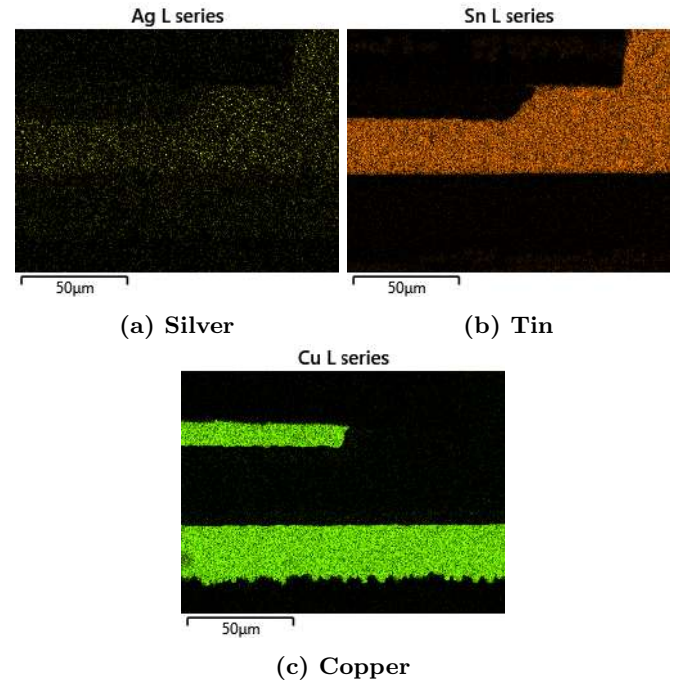 Ag L series
Sn L series
50μm
50μm
(a) Silver
(b) Tin
Cu L series
50μm
(c) Copper